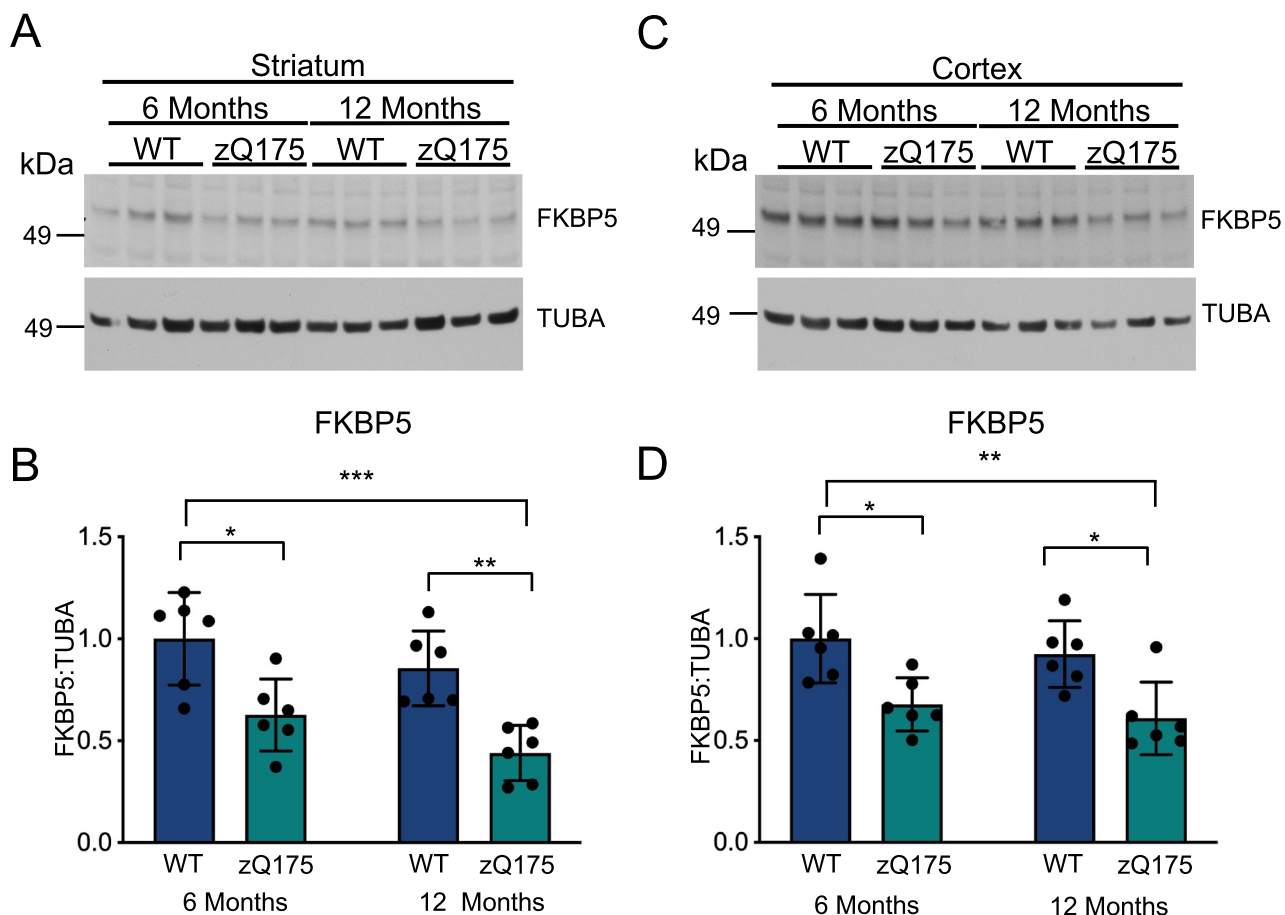 A
Striatum
6 Months 12 Months
WT zQ175 WT zQ175
kDa
FKBP5
49
TUBA
49
C
Cortex
6 Months 12 Months
WT zQ175 WT zQ175
kDa
FKBP5
49
TUBA
49
B
FKBP5
***
*
**
1.5
1.0
0.5
0.0
FKBP5:TUBA
WT zQ175 WT zQ175
6 Months 12 Months
D
FKBP5
**
*
*
1.5
1.0
0.5
0.0
FKBP5:TUBA
WT zQ175 WT zQ175
6 Months 12 Months